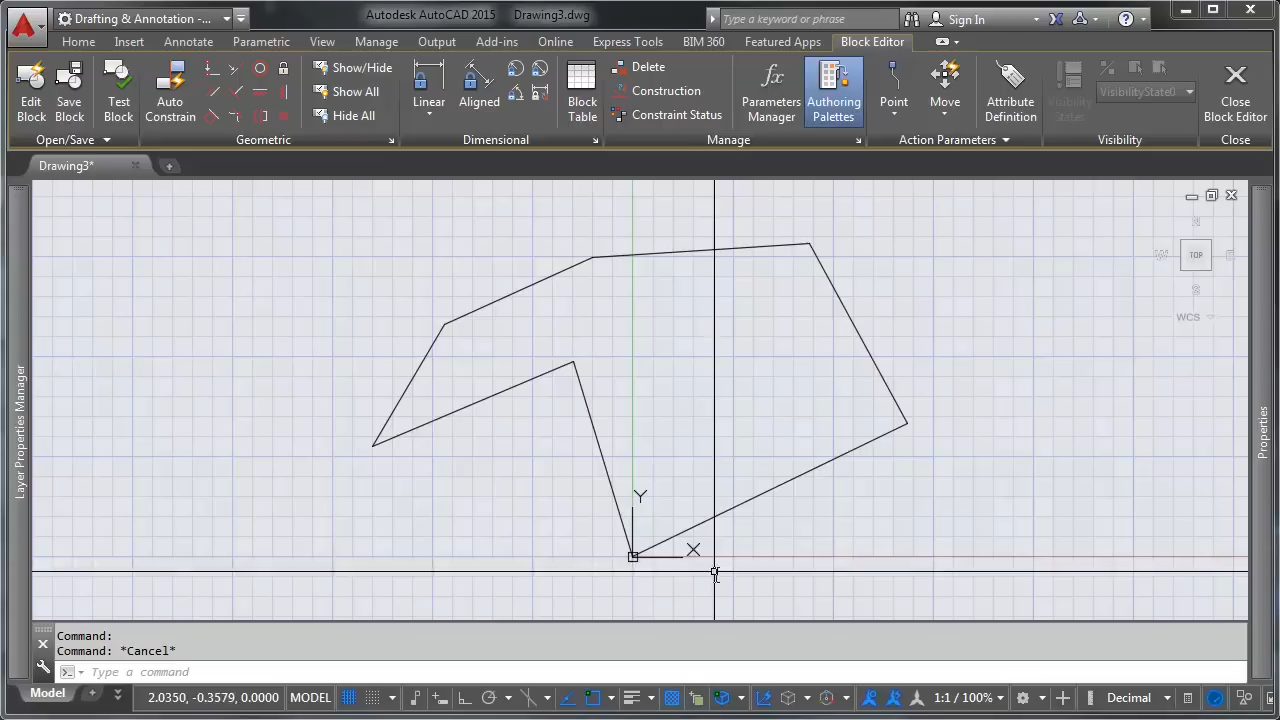 Drafting & Annotation - ...
Autodesk AutoCAD 2015 Drawing3.dwg
Type a keyword or phrase
Sign In
Home Insert Annotate Parametric View Manage Output Add-ins Online Express Tools BIM 360 Featured Apps Block Editor
Edit Block
Save Block
Test Block
Auto Constrain
Show/Hide
Show All
Hide All
Linear
Aligned
Block Table
Delete
Construction
Constraint Status
Parameters Manager
Authoring Palettes
Point
Move
Attribute Definition
Visibility States
VisibilityState0
Close Block Editor
Open/Save Geometric Dimensional Manage Action Parameters Visibility Close
Drawing3*
N
W TOP E
S
WCS
Layer Properties Manager
Properties
Y
X
Command:
Command: *Cancel*
Type a command
Model
2.0350, -0.3579, 0.0000 MODEL 1:1 / 100% Decimal